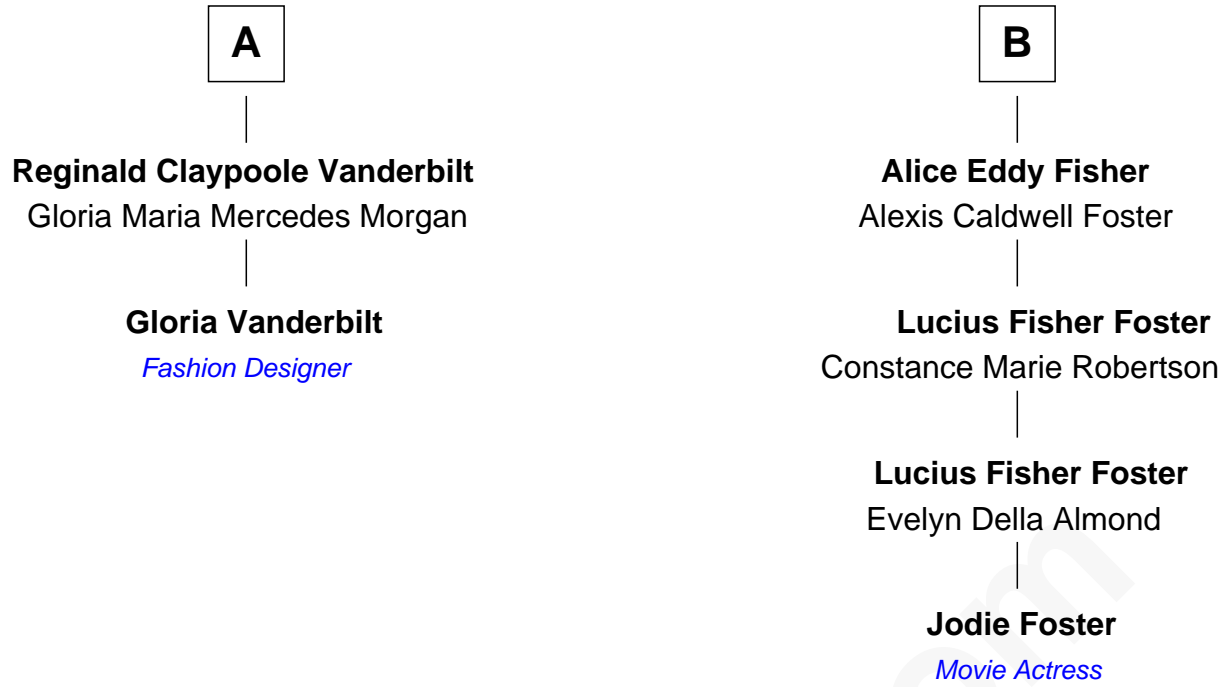 A
Reginald Claypoole Vanderbilt
Gloria Maria Mercedes Morgan
Gloria Vanderbilt
Fashion Designer
B
Alice Eddy Fisher
Alexis Caldwell Foster
Lucius Fisher Foster
Constance Marie Robertson
Lucius Fisher Foster
Evelyn Della Almond
Jodie Foster
Movie Actress